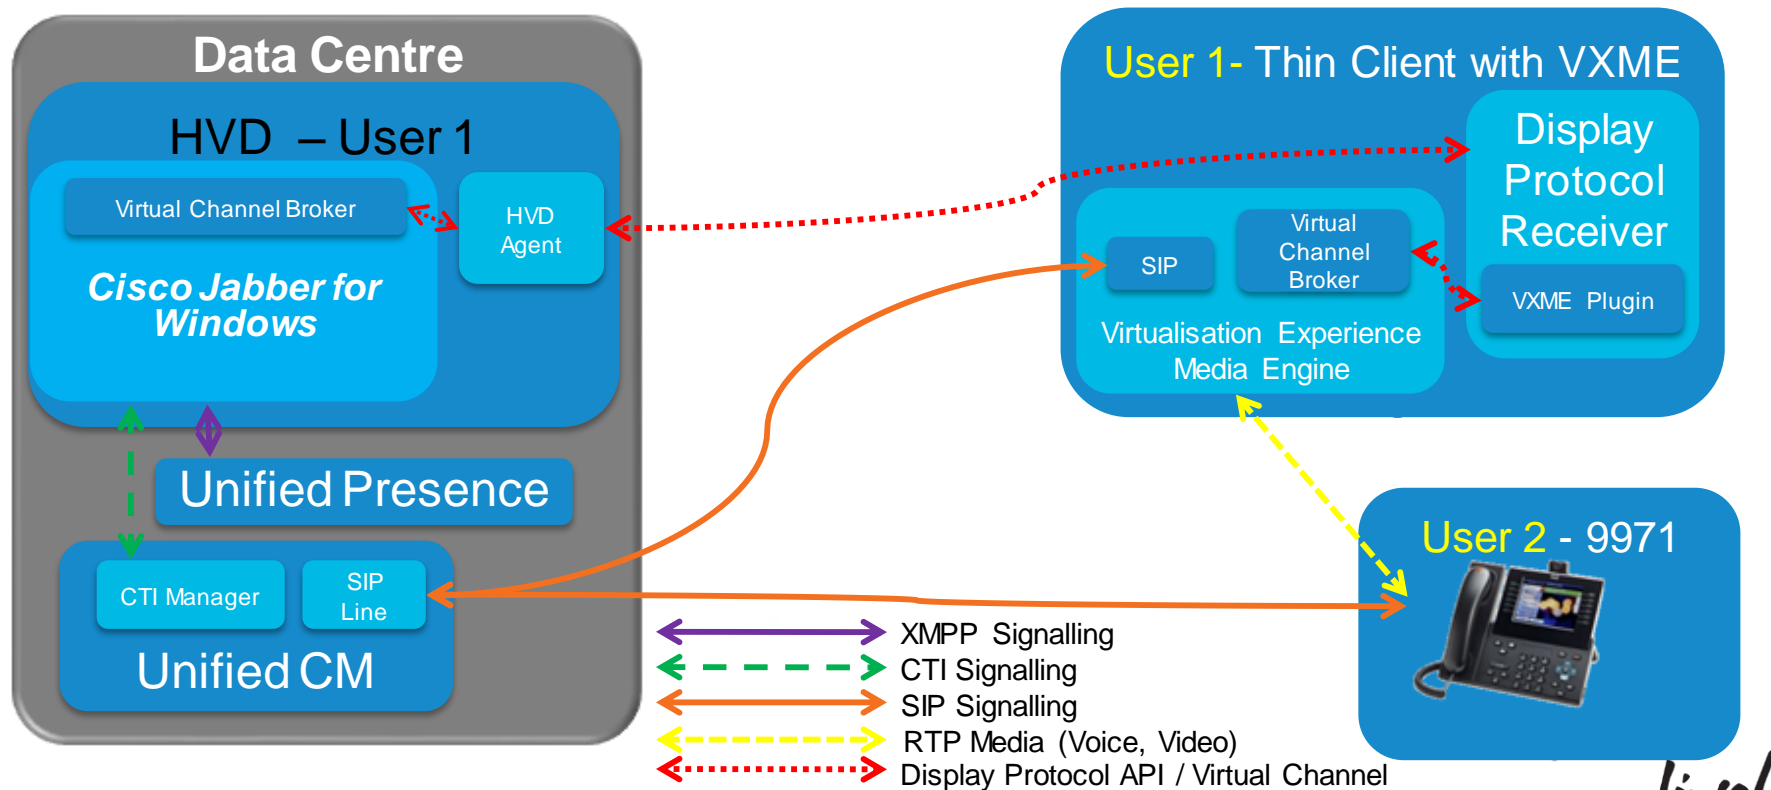 Data Centre
HVD – User 1
Virtual Channel Broker
HVD
Agent
Cisco Jabber for
Windows
Unified Presence
CTI Manager
SIP
Line
Unified CM
User 1- Thin Client with VXME
Display
Protocol
Receiver
SIP
Virtual
Channel
Broker
VXME Plugin
Virtualisation Experience
Media Engine
User 2 - 9971
XMPP Signalling
CTI Signalling
SIP Signalling
RTP Media (Voice, Video)
Display Protocol API / Virtual Channel